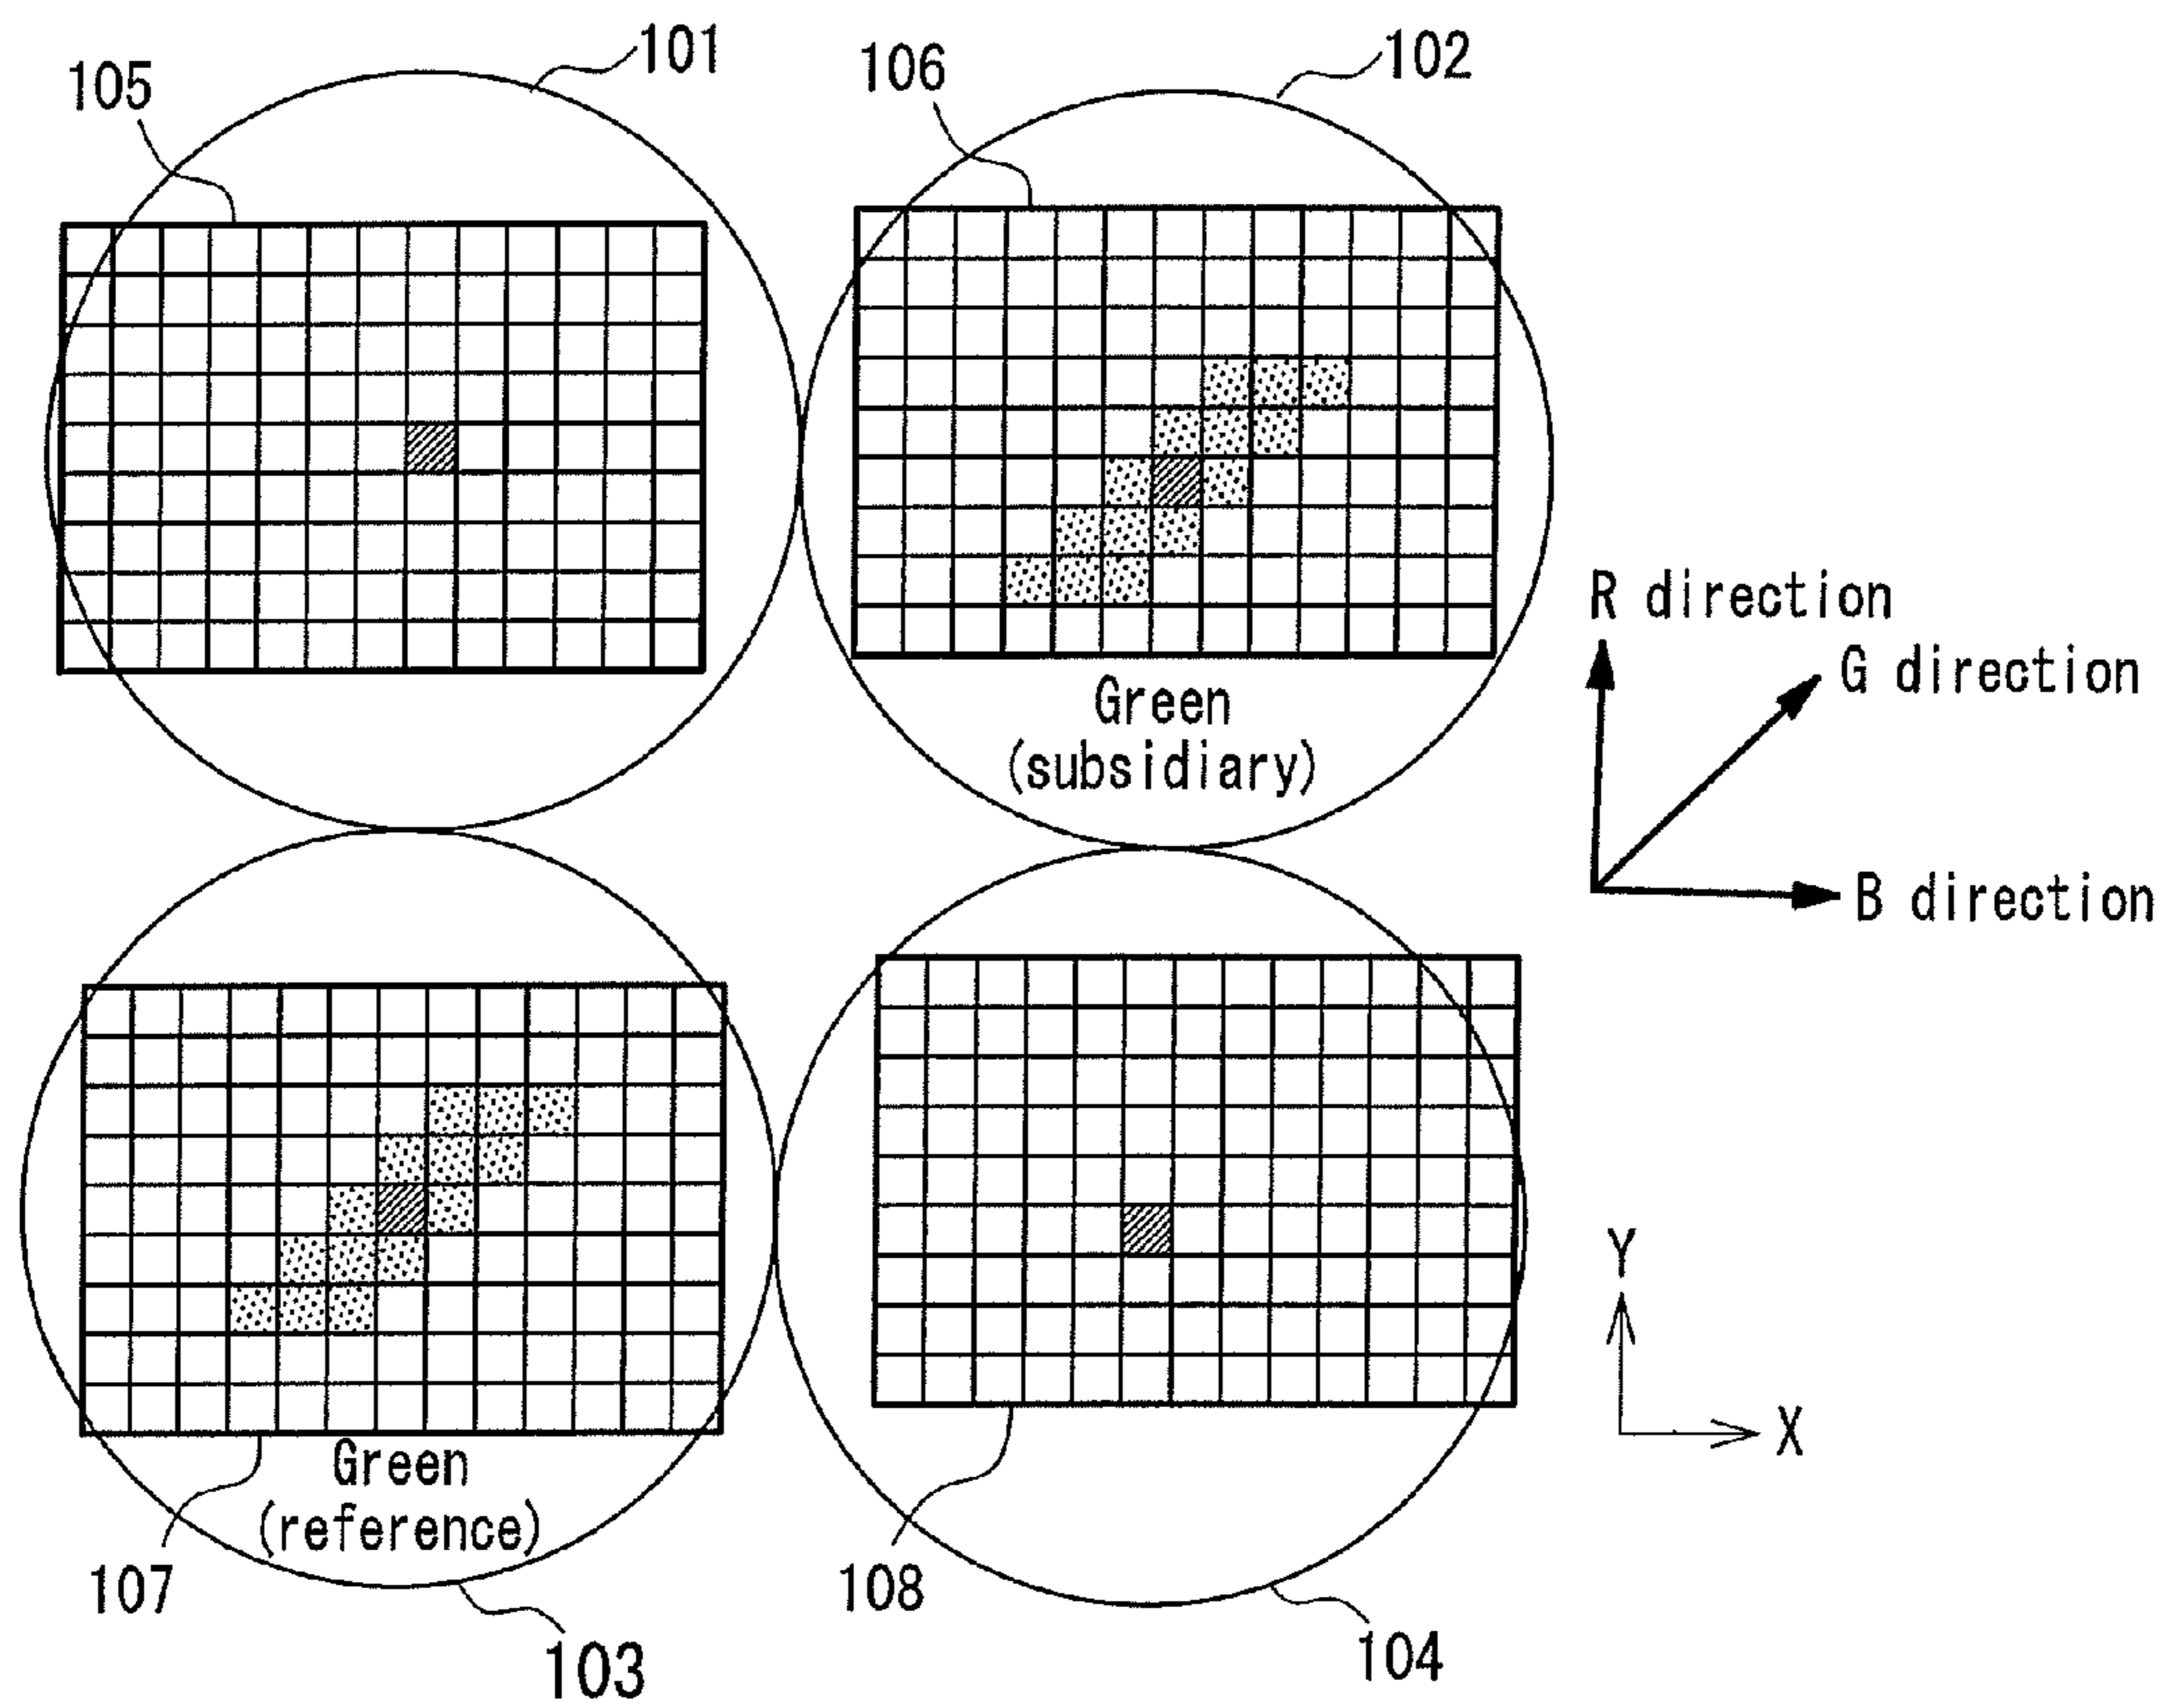 101
102
105
106
R direction
G direction
Green
(subsidiary)
B direction
Y
X
Green
(reference)
107
108
103
104